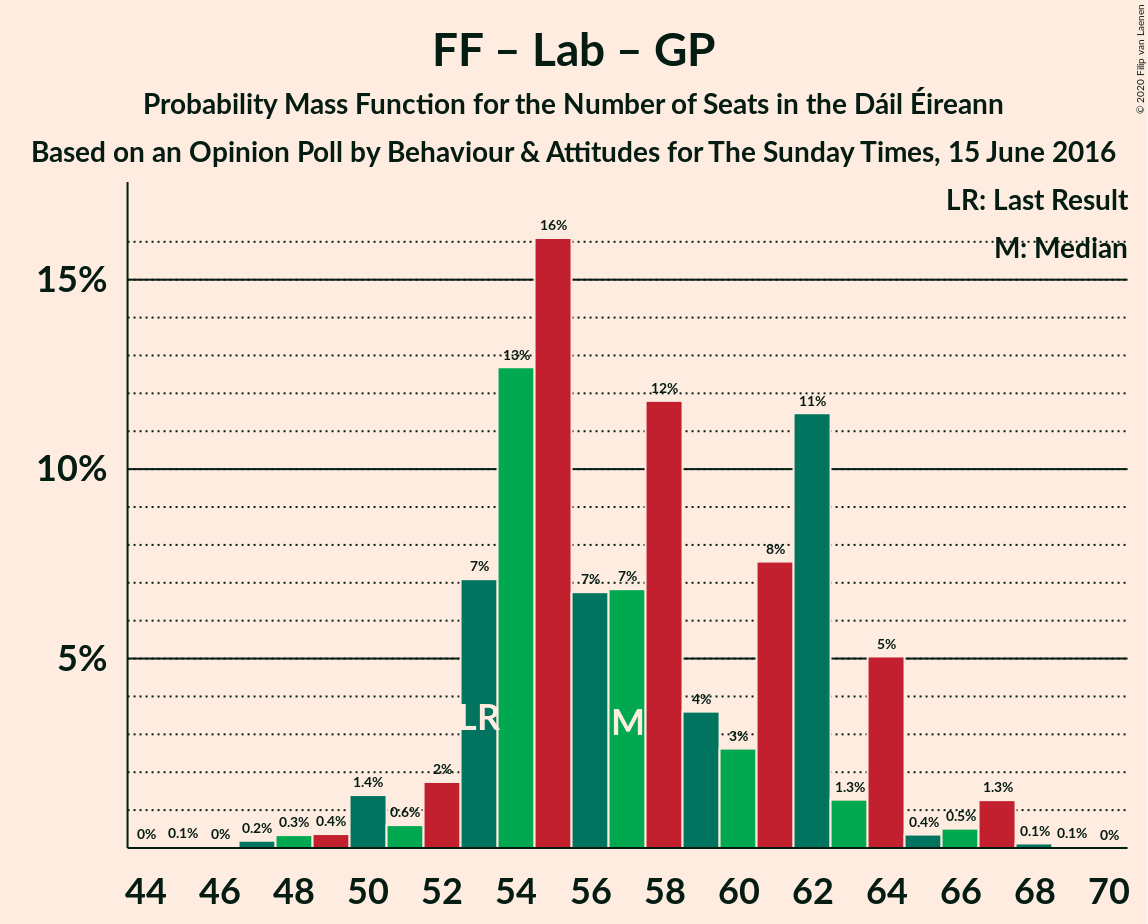 FF – Lab – GP
Probability Mass Function for the Number of Seats in the Dáil Éireann
Based on an Opinion Poll by Behaviour & Attitudes for The Sunday Times, 15 June 2016
© 2020 Filip van Laenen
LR: Last Result
M: Median
15%
10%
5%
0% 0.1% 0% 0.2% 0.3% 0.4% 1.4% 0.6% 2% 7% 13% 16% 7% 7% 12% 4% 3% 8% 11% 1.3% 5% 0.4% 0.5% 1.3% 0.1% 0.1% 0%
LR M
44 46 48 50 52 54 56 58 60 62 64 66 68 70